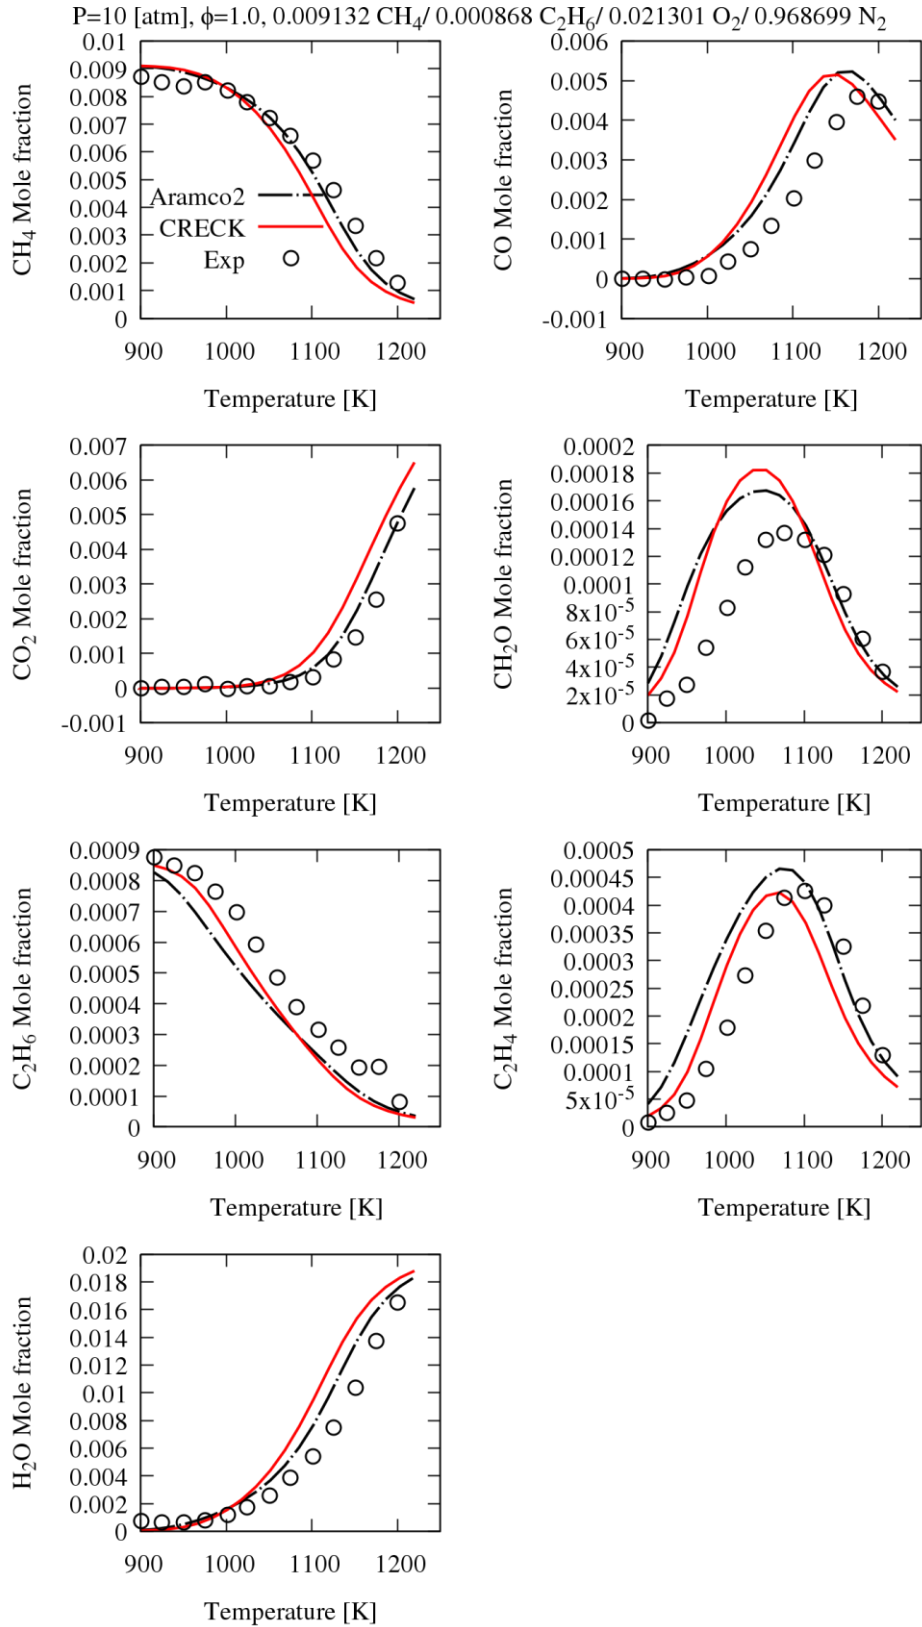 P=10 [atm], ϕ=1.0, 0.009132 CH₄/ 0.000868 C₂H₆/ 0.021301 O₂/ 0.968699 N₂
0.01
0.009
0.008
0.007
0.006
0.005
0.004
0.003
0.002
0.001
0
CH₄ Mole fraction
Aramco2
CRECK
Exp
900 1000 1100 1200
Temperature [K]
0.006
0.005
0.004
0.003
0.002
0.001
0
-0.001
CO Mole fraction
900 1000 1100 1200
Temperature [K]
0.007
0.006
0.005
0.004
0.003
0.002
0.001
0
-0.001
CO₂ Mole fraction
900 1000 1100 1200
Temperature [K]
0.0002
0.00018
0.00016
0.00014
0.00012
0.0001
8x10⁻⁵
6x10⁻⁵
4x10⁻⁵
2x10⁻⁵
0
CH₂O Mole fraction
900 1000 1100 1200
Temperature [K]
0.0009
0.0008
0.0007
0.0006
0.0005
0.0004
0.0003
0.0002
0.0001
0
C₂H₆ Mole fraction
900 1000 1100 1200
Temperature [K]
0.0005
0.00045
0.0004
0.00035
0.0003
0.00025
0.0002
0.00015
0.0001
5x10⁻⁵
0
C₂H₄ Mole fraction
900 1000 1100 1200
Temperature [K]
0.02
0.018
0.016
0.014
0.012
0.01
0.008
0.006
0.004
0.002
0
H₂O Mole fraction
900 1000 1100 1200
Temperature [K]